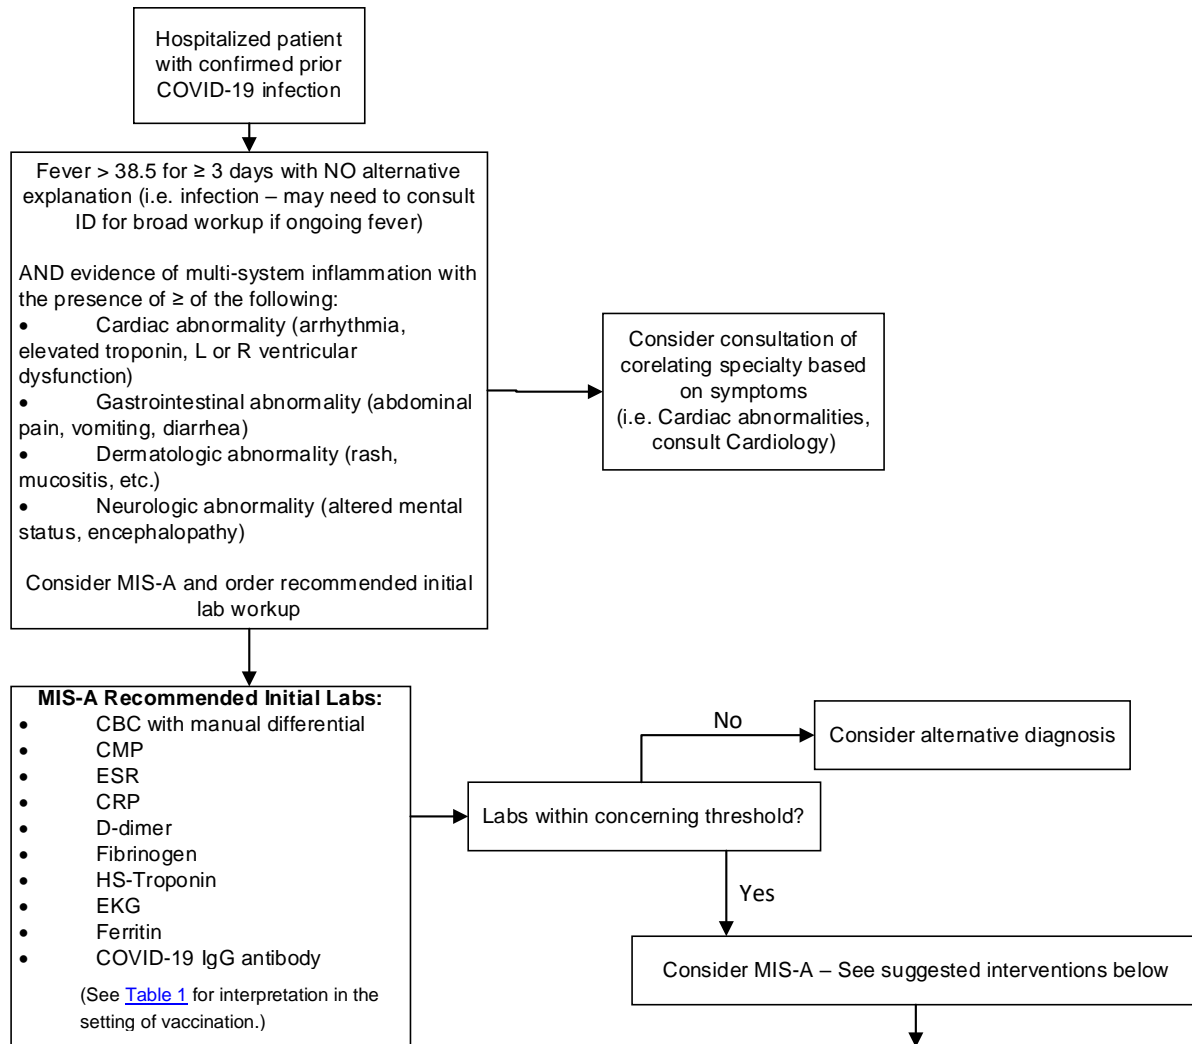 Hospitalized patient
with confirmed prior
COVID-19 infection
Fever > 38.5 for ≥ 3 days with NO alternative
explanation (i.e. infection – may need to consult
ID for broad workup if ongoing fever)
AND evidence of multi-system inflammation with
the presence of ≥ of the following:
• Cardiac abnormality (arrhythmia,
elevated troponin, L or R ventricular
dysfunction)
• Gastrointestinal abnormality (abdominal
pain, vomiting, diarrhea)
• Dermatologic abnormality (rash,
mucositis, etc.)
• Neurologic abnormality (altered mental
status, encephalopathy)
Consider MIS-A and order recommended initial
lab workup
Consider consultation of
corelating specialty based
on symptoms
(i.e. Cardiac abnormalities,
consult Cardiology)
MIS-A Recommended Initial Labs:
• CBC with manual differential
• CMP
• ESR
• CRP
• D-dimer
• Fibrinogen
• HS-Troponin
• EKG
• Ferritin
• COVID-19 IgG antibody
(See Table 1 for interpretation in the
setting of vaccination.)
Labs within concerning threshold?
No
Consider alternative diagnosis
Yes
Consider MIS-A – See suggested interventions below